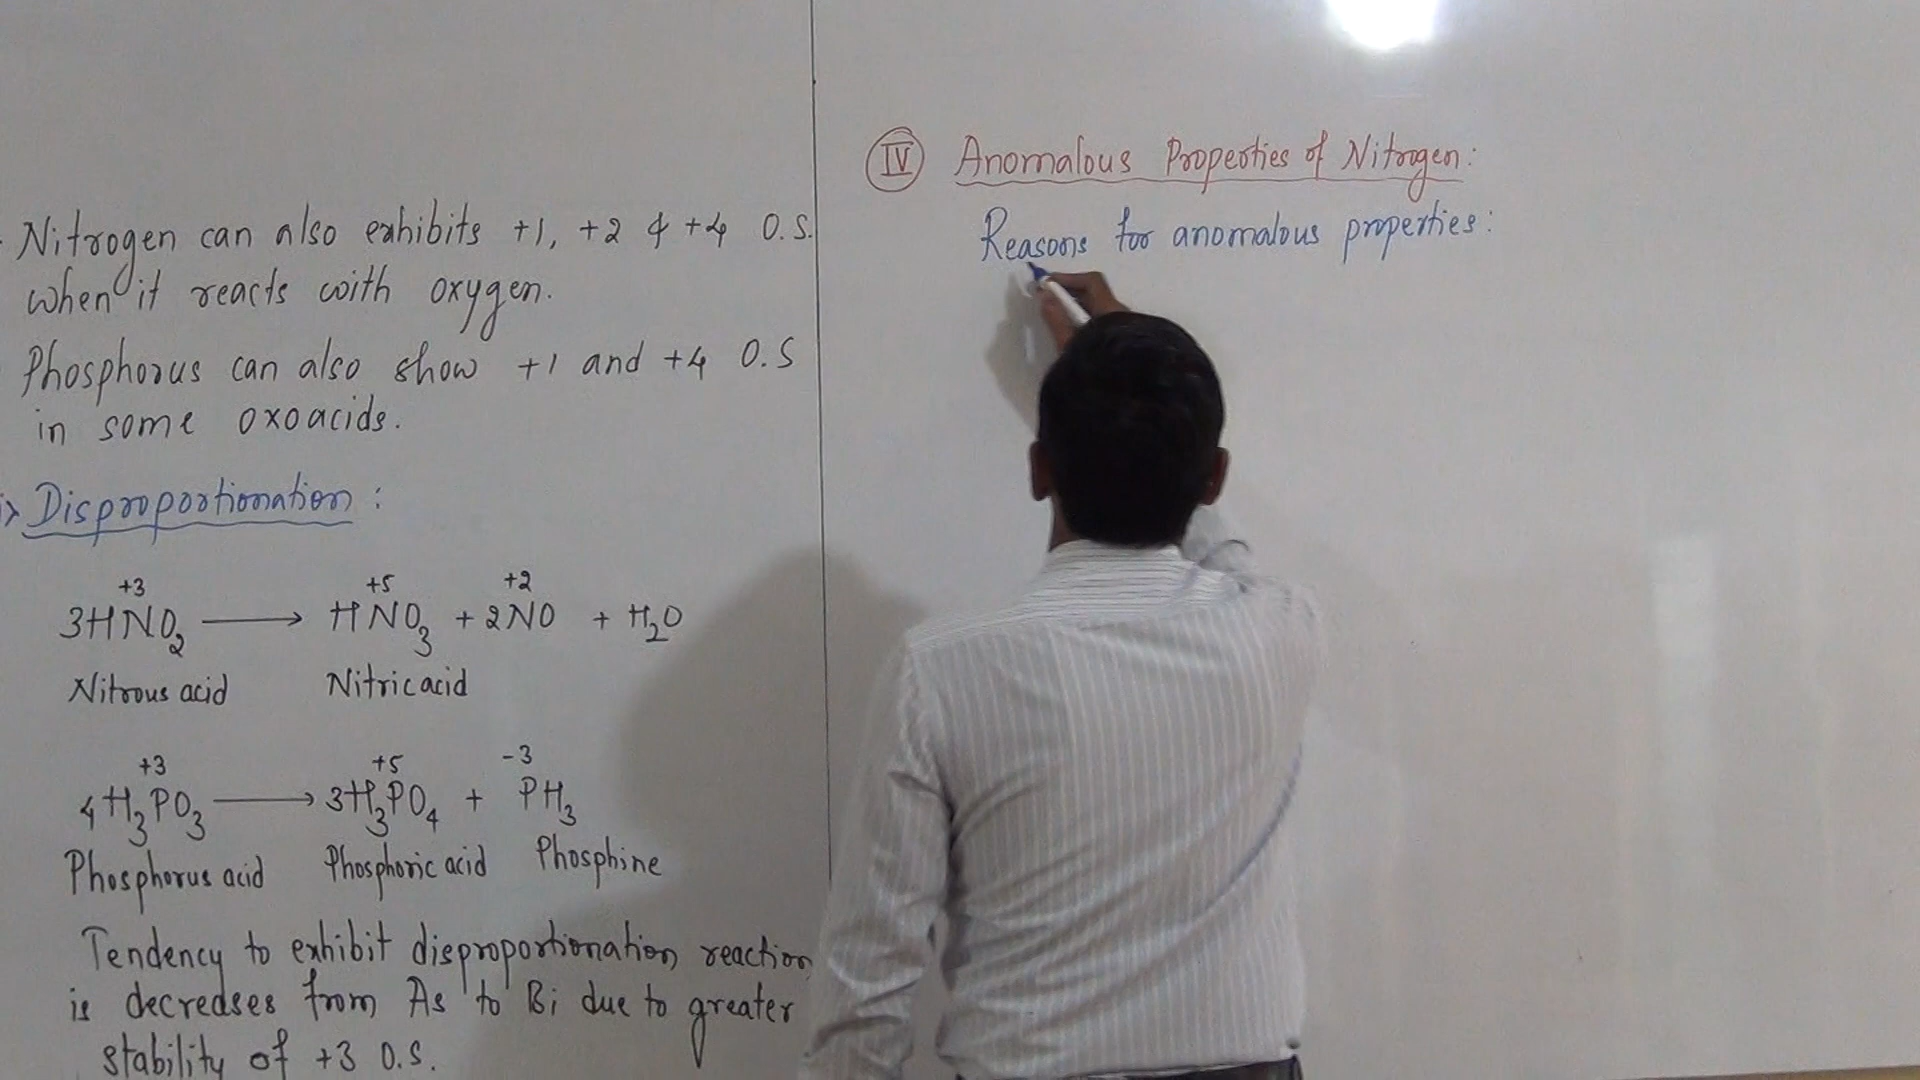 Nitrogen can also exhibits +1, +2 & +4 O.S.
when it reacts with oxygen.
Phosphorus can also show +1 and +4 O.S
in some oxoacids.
Disproportionation :
+3 +5 +2
3HNO₂ ⟶ HNO₃ + 2NO + H₂O
Nitrous acid Nitric acid
+3 +5 -3
4H₃PO₃ ⟶ 3H₃PO₄ + PH₃
Phosphorus acid Phosphoric acid Phosphine
Tendency to exhibit disproportionation reaction
is decreases from As to Bi due to greater
stability of +3 O.S.
IV Anomalous Properties of Nitrogen:
Reasons for anomalous properties: